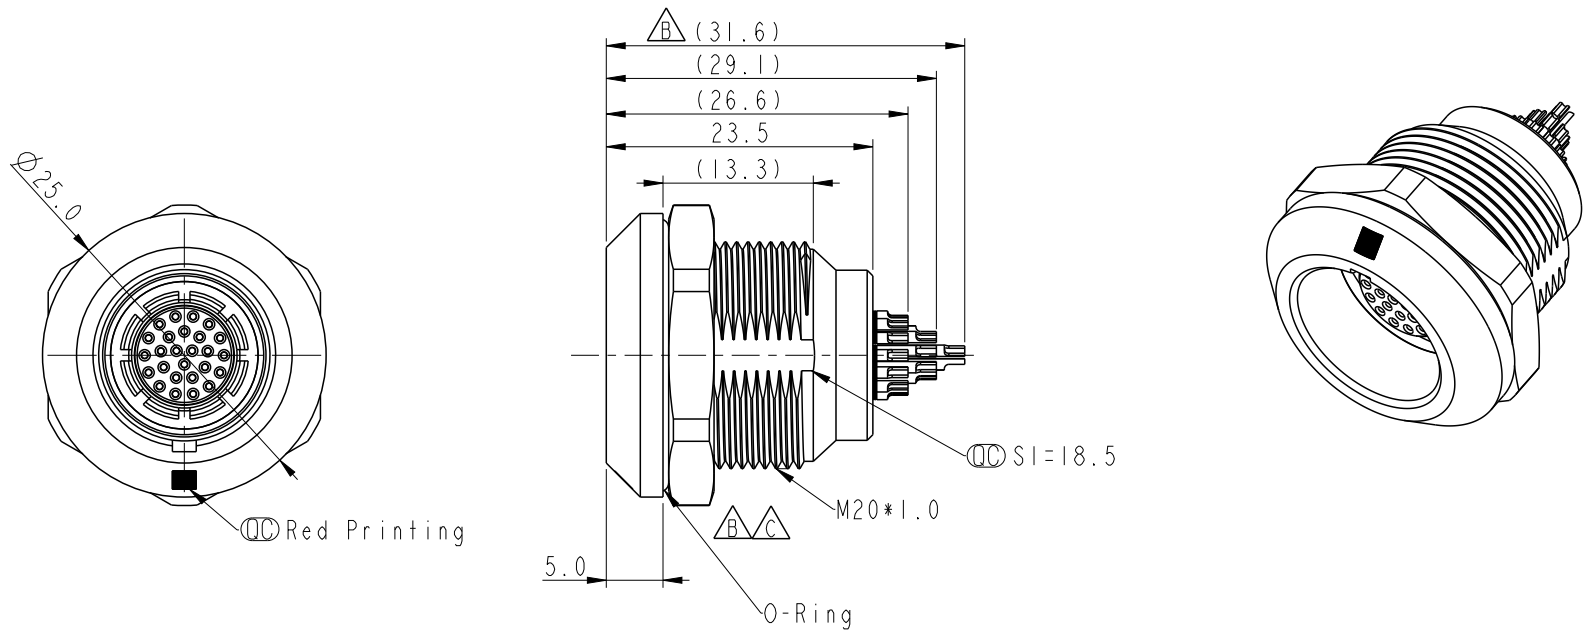 Ø25.0
QC Red Printing
B (31.6)
(29.1)
(26.6)
23.5
(13.3)
QC S1=18.5
M20*1.0
B C
5.0
O-Ring